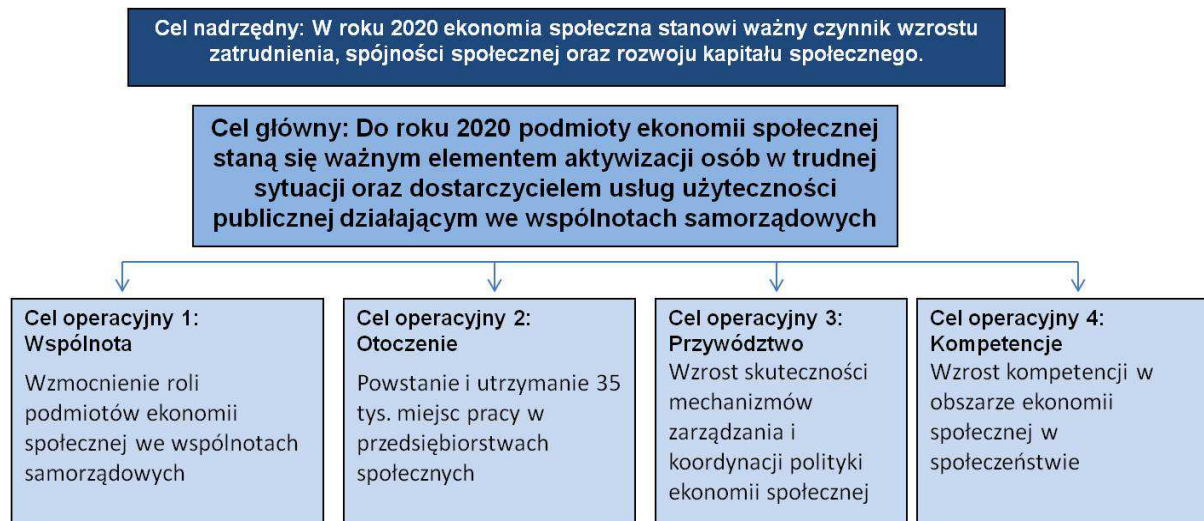 Cel nadrzędny: W roku 2020 ekonomia społeczna stanowi ważny czynnik wzrostu
zatrudnienia, spójności społecznej oraz rozwoju kapitału społecznego.
Cel główny: Do roku 2020 podmioty ekonomii społecznej
staną się ważnym elementem aktywizacji osób w trudnej
sytuacji oraz dostarczycielem usług użyteczności
publicznej działającym we wspólnotach samorządowych
Cel operacyjny 1:
Wspólnota
Wzmocnienie roli
podmiotów ekonomii
społecznej we wspólnotach
samorządowych
Cel operacyjny 2:
Otoczenie
Powstanie i utrzymanie 35
tys. miejsc pracy w
przedsiębiorstwach
społecznych
Cel operacyjny 3:
Przywództwo
Wzrost skuteczności
mechanizmów
zarządzania i
koordynacji polityki
ekonomii społecznej
Cel operacyjny 4:
Kompetencje
Wzrost kompetencji w
obszarze ekonomii
społecznej w
społeczeństwie